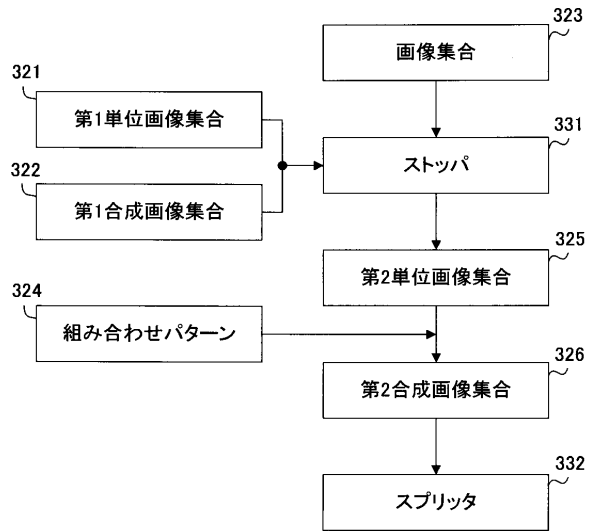 323
画像集合
321
第1単位画像集合
331
ストッパ
322
第1合成画像集合
325
第2単位画像集合
324
組み合わせパターン
326
第2合成画像集合
332
スプリッタ